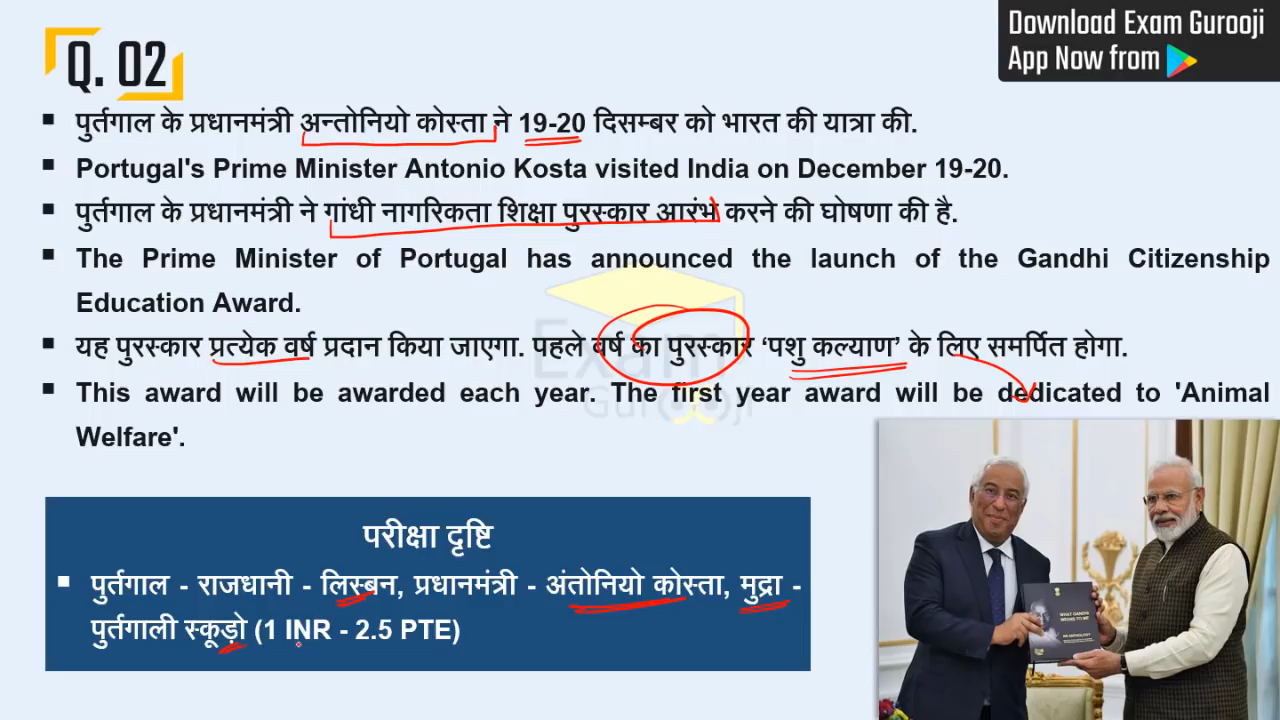 Download Exam Gurooji
App Now from
Q. 02
▪ पुर्तगाल के प्रधानमंत्री अन्तोनियो कोस्ता ने 19-20 दिसम्बर को भारत की यात्रा की.
▪ Portugal's Prime Minister Antonio Kosta visited India on December 19-20.
▪ पुर्तगाल के प्रधानमंत्री ने गांधी नागरिकता शिक्षा पुरस्कार आरंभ करने की घोषणा की है.
▪ The Prime Minister of Portugal has announced the launch of the Gandhi Citizenship
Education Award.
▪ यह पुरस्कार प्रत्येक वर्ष प्रदान किया जाएगा. पहले वर्ष का पुरस्कार ‘पशु कल्याण’ के लिए समर्पित होगा.
▪ This award will be awarded each year. The first year award will be dedicated to 'Animal
Welfare'.
Exam
Gurooji
परीक्षा दृष्टि
▪ पुर्तगाल - राजधानी - लिस्बन, प्रधानमंत्री - अंतोनियो कोस्ता, मुद्रा -
पुर्तगाली स्कूड़ो (1 INR - 2.5 PTE)
WHAT GANDHI